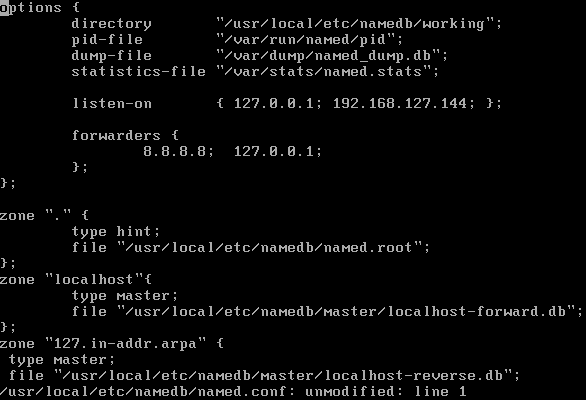 options {
        directory       "/usr/local/etc/namedb/working";
        pid-file        "/var/run/named/pid";
        dump-file       "/var/dump/named_dump.db";
        statistics-file "/var/stats/named.stats";

        listen-on       { 127.0.0.1; 192.168.127.144; };

        forwarders {
                8.8.8.8;  127.0.0.1;
        };
};

zone "." {
        type hint;
        file "/usr/local/etc/namedb/named.root";
};
zone "localhost"{
        type master;
        file "/usr/local/etc/namedb/master/localhost-forward.db";
};
zone "127.in-addr.arpa" {
 type master;
 file "/usr/local/etc/namedb/master/localhost-reverse.db";
/usr/local/etc/namedb/named.conf: unmodified: line 1